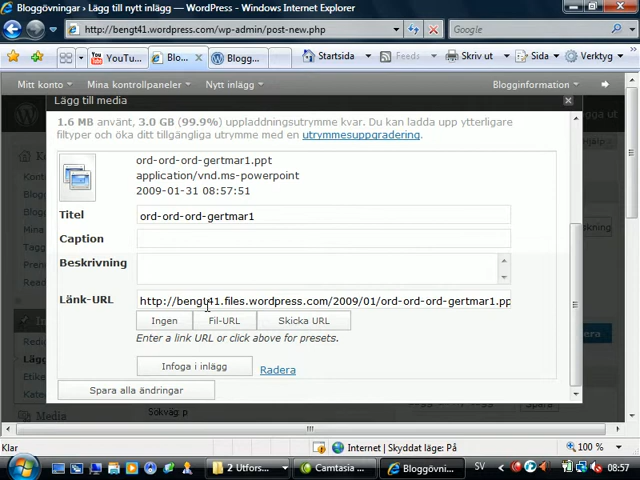 Bloggövningar › Lägg till nytt inlägg — WordPress - Windows Internet Explorer
http://bengt41.wordpress.com/wp-admin/post-new.php
Google
YouTu...
Blo...
Blogg...
Startsida
Feeds
Skriv ut
Sida
Verktyg
Mitt konto
Mina kontrollpaneler
Nytt inlägg
Blogginformation
Lägg till media
1.6 MB använt, 3.0 GB (99.9%) uppladdningsutrymme kvar. Du kan ladda upp ytterligare
filtyper och öka ditt tillgängliga utrymme med en utrymmesuppgradering.
ord-ord-ord-gertmar1.ppt
application/vnd.ms-powerpoint
2009-01-31 08:57:51
Titel
ord-ord-ord-gertmar1
Caption
Beskrivning
Länk-URL
http://bengt41.files.wordpress.com/2009/01/ord-ord-ord-gertmar1.pp
Ingen
Fil-URL
Skicka URL
Enter a link URL or click above for presets.
Infoga i inlägg
Radera
Spara alla ändringar
Media
Sökväg: p
Klar
Internet | Skyddat läge: På
100 %
2 Utfors...
Camtasia ...
Bloggövni...
SV
08:57